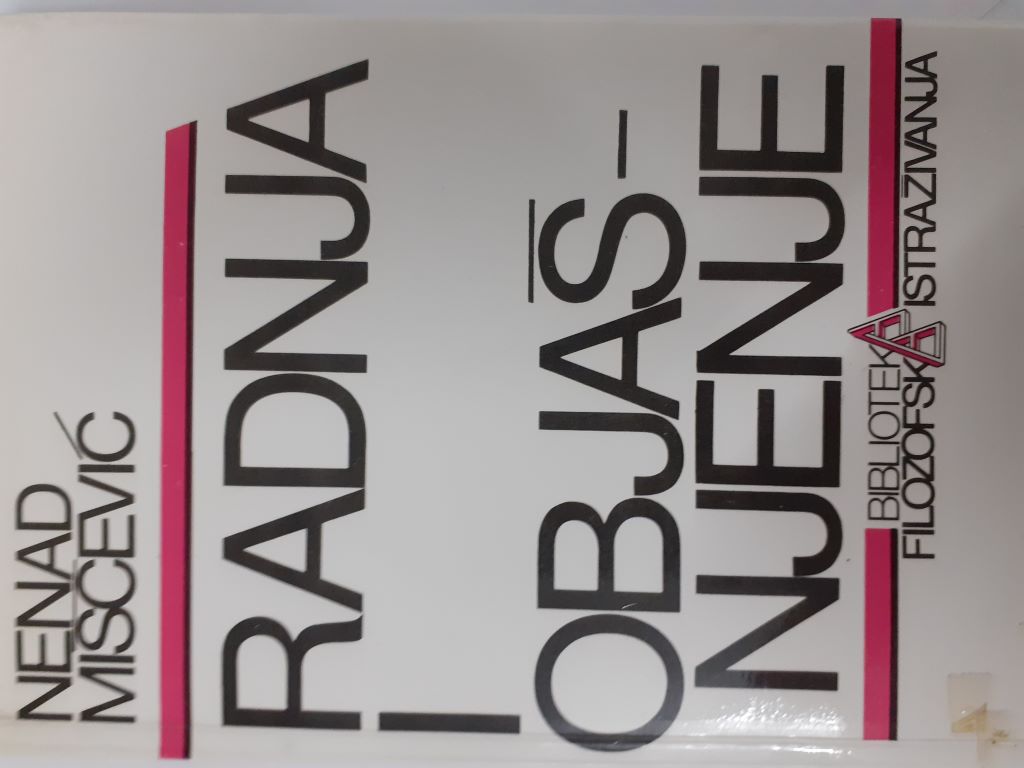 NENAD
MIŠČEVIĆ
RADNJA
I
OBJAŠ–
NJENJE
BIBLIOTEKA
FILOZOFSKA ISTRAŽIVANJA